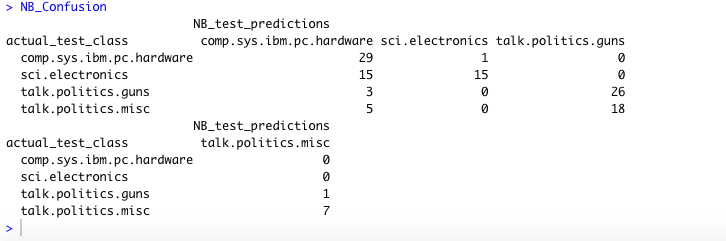 > NB_Confusion
NB_test_predictions
actual_test_class comp.sys.ibm.pc.hardware sci.electronics talk.politics.guns
comp.sys.ibm.pc.hardware 29 1 0
sci.electronics 15 15 0
talk.politics.guns 3 0 26
talk.politics.misc 5 0 18
NB_test_predictions
actual_test_class talk.politics.misc
comp.sys.ibm.pc.hardware 0
sci.electronics 0
talk.politics.guns 1
talk.politics.misc 7
>